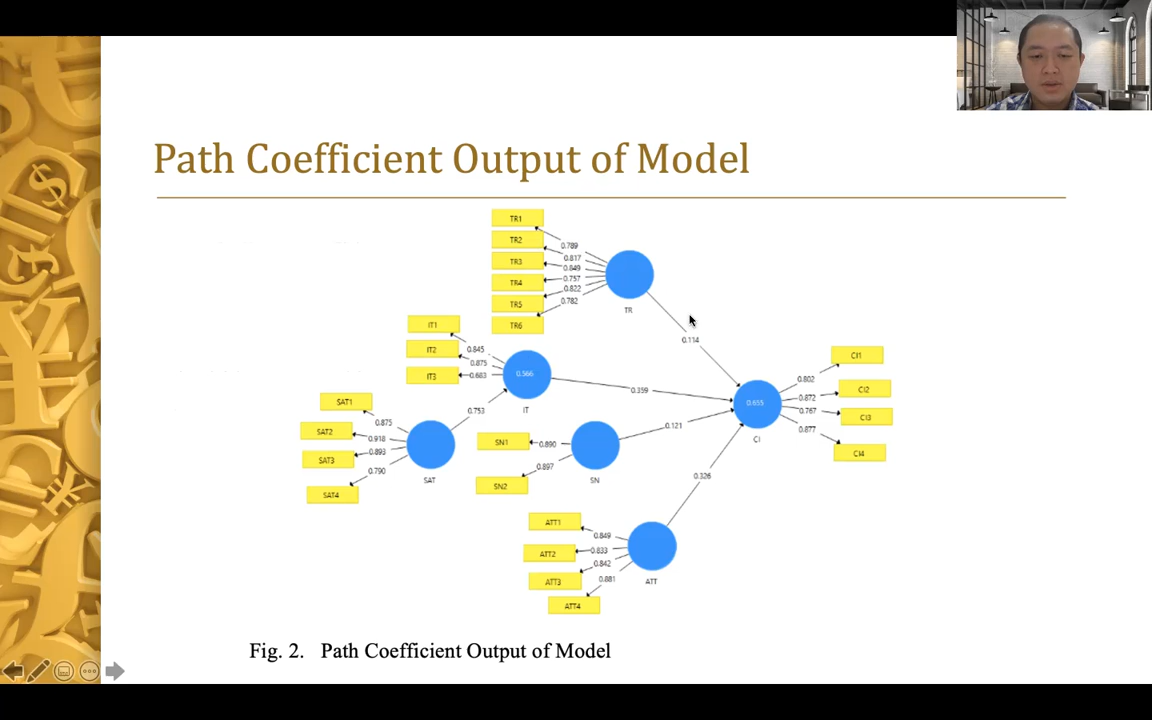 Path Coefficient Output of Model
TR1
TR2
TR3
TR4
TR5
TR6
0.789
0.817
0.849
0.757
0.822
0.782
TR
0.114
IT1
IT2
IT3
0.845
0.875
0.663
0.566
IT
0.359
SAT1
SAT2
SAT3
SAT4
0.875
0.918
0.893
0.790
SAT
0.753
SN1
SN2
0.890
0.897
SN
0.121
ATT1
ATT2
ATT3
ATT4
0.849
0.833
0.842
0.881
ATT
0.326
0.655
CI
0.802
0.872
0.767
0.877
CI1
CI2
CI3
CI4
Fig. 2. Path Coefficient Output of Model